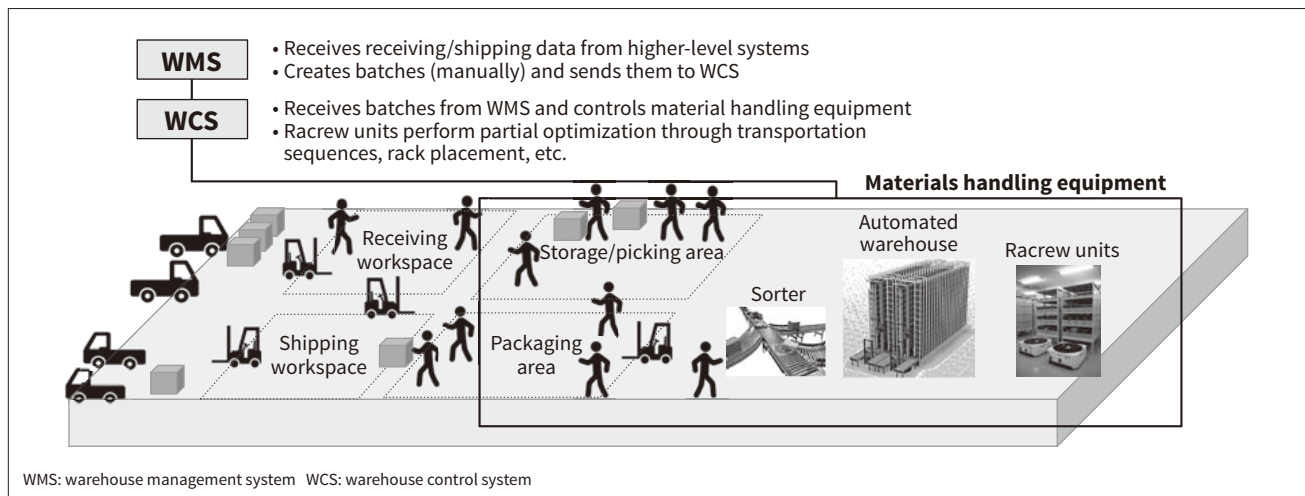 WMS
• Receives receiving/shipping data from higher-level systems
• Creates batches (manually) and sends them to WCS
WCS
• Receives batches from WMS and controls material handling equipment
• Racrew units perform partial optimization through transportation
sequences, rack placement, etc.
Materials handling equipment
Receiving
workspace
Storage/picking area
Automated
warehouse
Racrew units
Sorter
Shipping
workspace
Packaging
area
WMS: warehouse management system WCS: warehouse control system